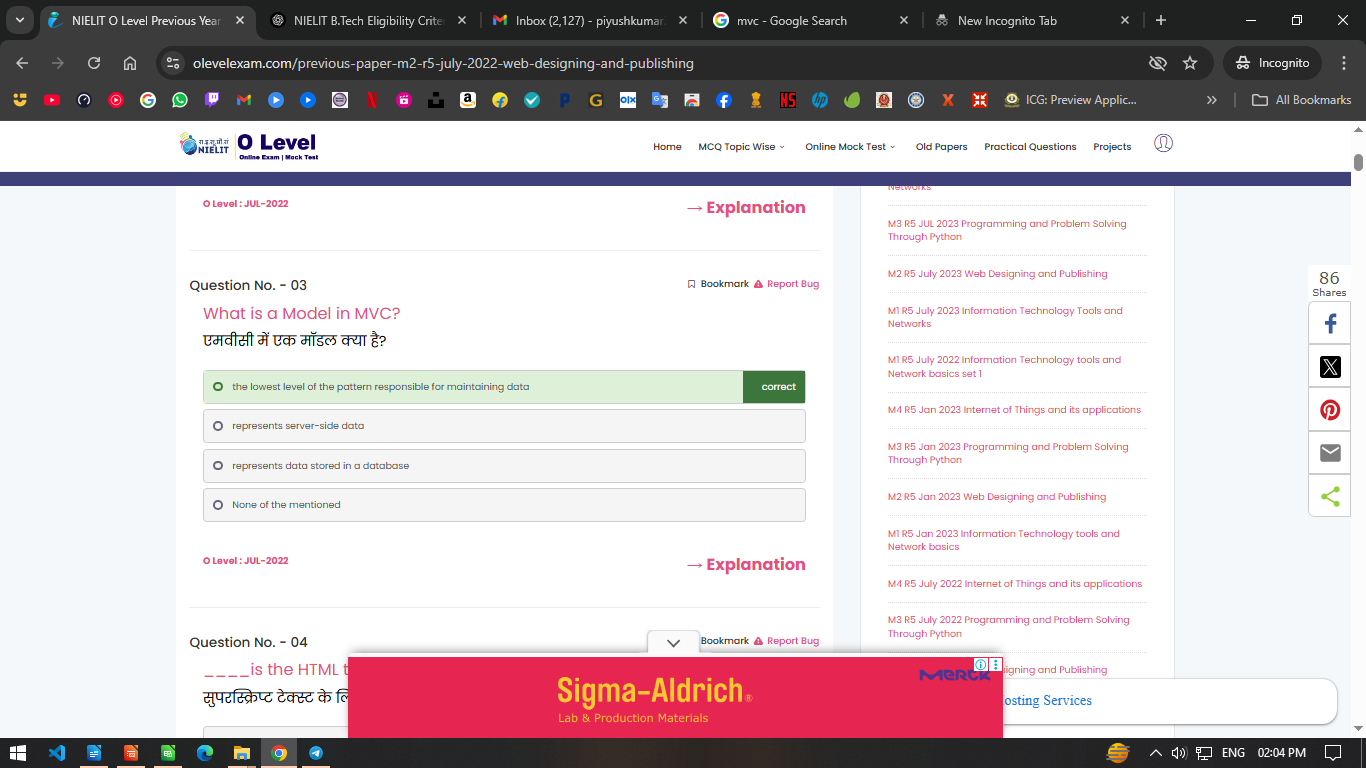 NIELIT O Level Previous Year
NIELIT B.Tech Eligibility Crite
Inbox (2,127) - piyushkumar
mvc - Google Search
New Incognito Tab
olevelexam.com/previous-paper-m2-r5-july-2022-web-designing-and-publishing
Incognito
ICG: Preview Applic...
All Bookmarks
रा.इ.सू.प्रौ.सं
NIELIT
O Level
Online Exam | Mock Test
Home
MCQ Topic Wise
Online Mock Test
Old Papers
Practical Questions
Projects
O Level : JUL-2022
→ Explanation
Question No. - 03
Bookmark
Report Bug
What is a Model in MVC?
एमवीसी में एक मॉडल क्या है?
the lowest level of the pattern responsible for maintaining data
correct
represents server-side data
represents data stored in a database
None of the mentioned
O Level : JUL-2022
→ Explanation
Question No. - 04
Bookmark
Report Bug
____is the HTML t
सुपरस्क्रिप्ट टेक्स्ट के लि
Networks
M3 R5 JUL 2023 Programming and Problem Solving
Through Python
M2 R5 July 2023 Web Designing and Publishing
M1 R5 July 2023 Information Technology Tools and
Networks
M1 R5 July 2022 Information Technology tools and
Network basics set 1
M4 R5 Jan 2023 Internet of Things and its applications
M3 R5 Jan 2023 Programming and Problem Solving
Through Python
M2 R5 Jan 2023 Web Designing and Publishing
M1 R5 Jan 2023 Information Technology tools and
Network basics
M4 R5 July 2022 Internet of Things and its applications
M3 R5 July 2022 Programming and Problem Solving
Through Python
igning and Publishing
osting Services
86
Shares
Sigma-Aldrich®
Lab & Production Materials
MERCK
ENG
02:04 PM